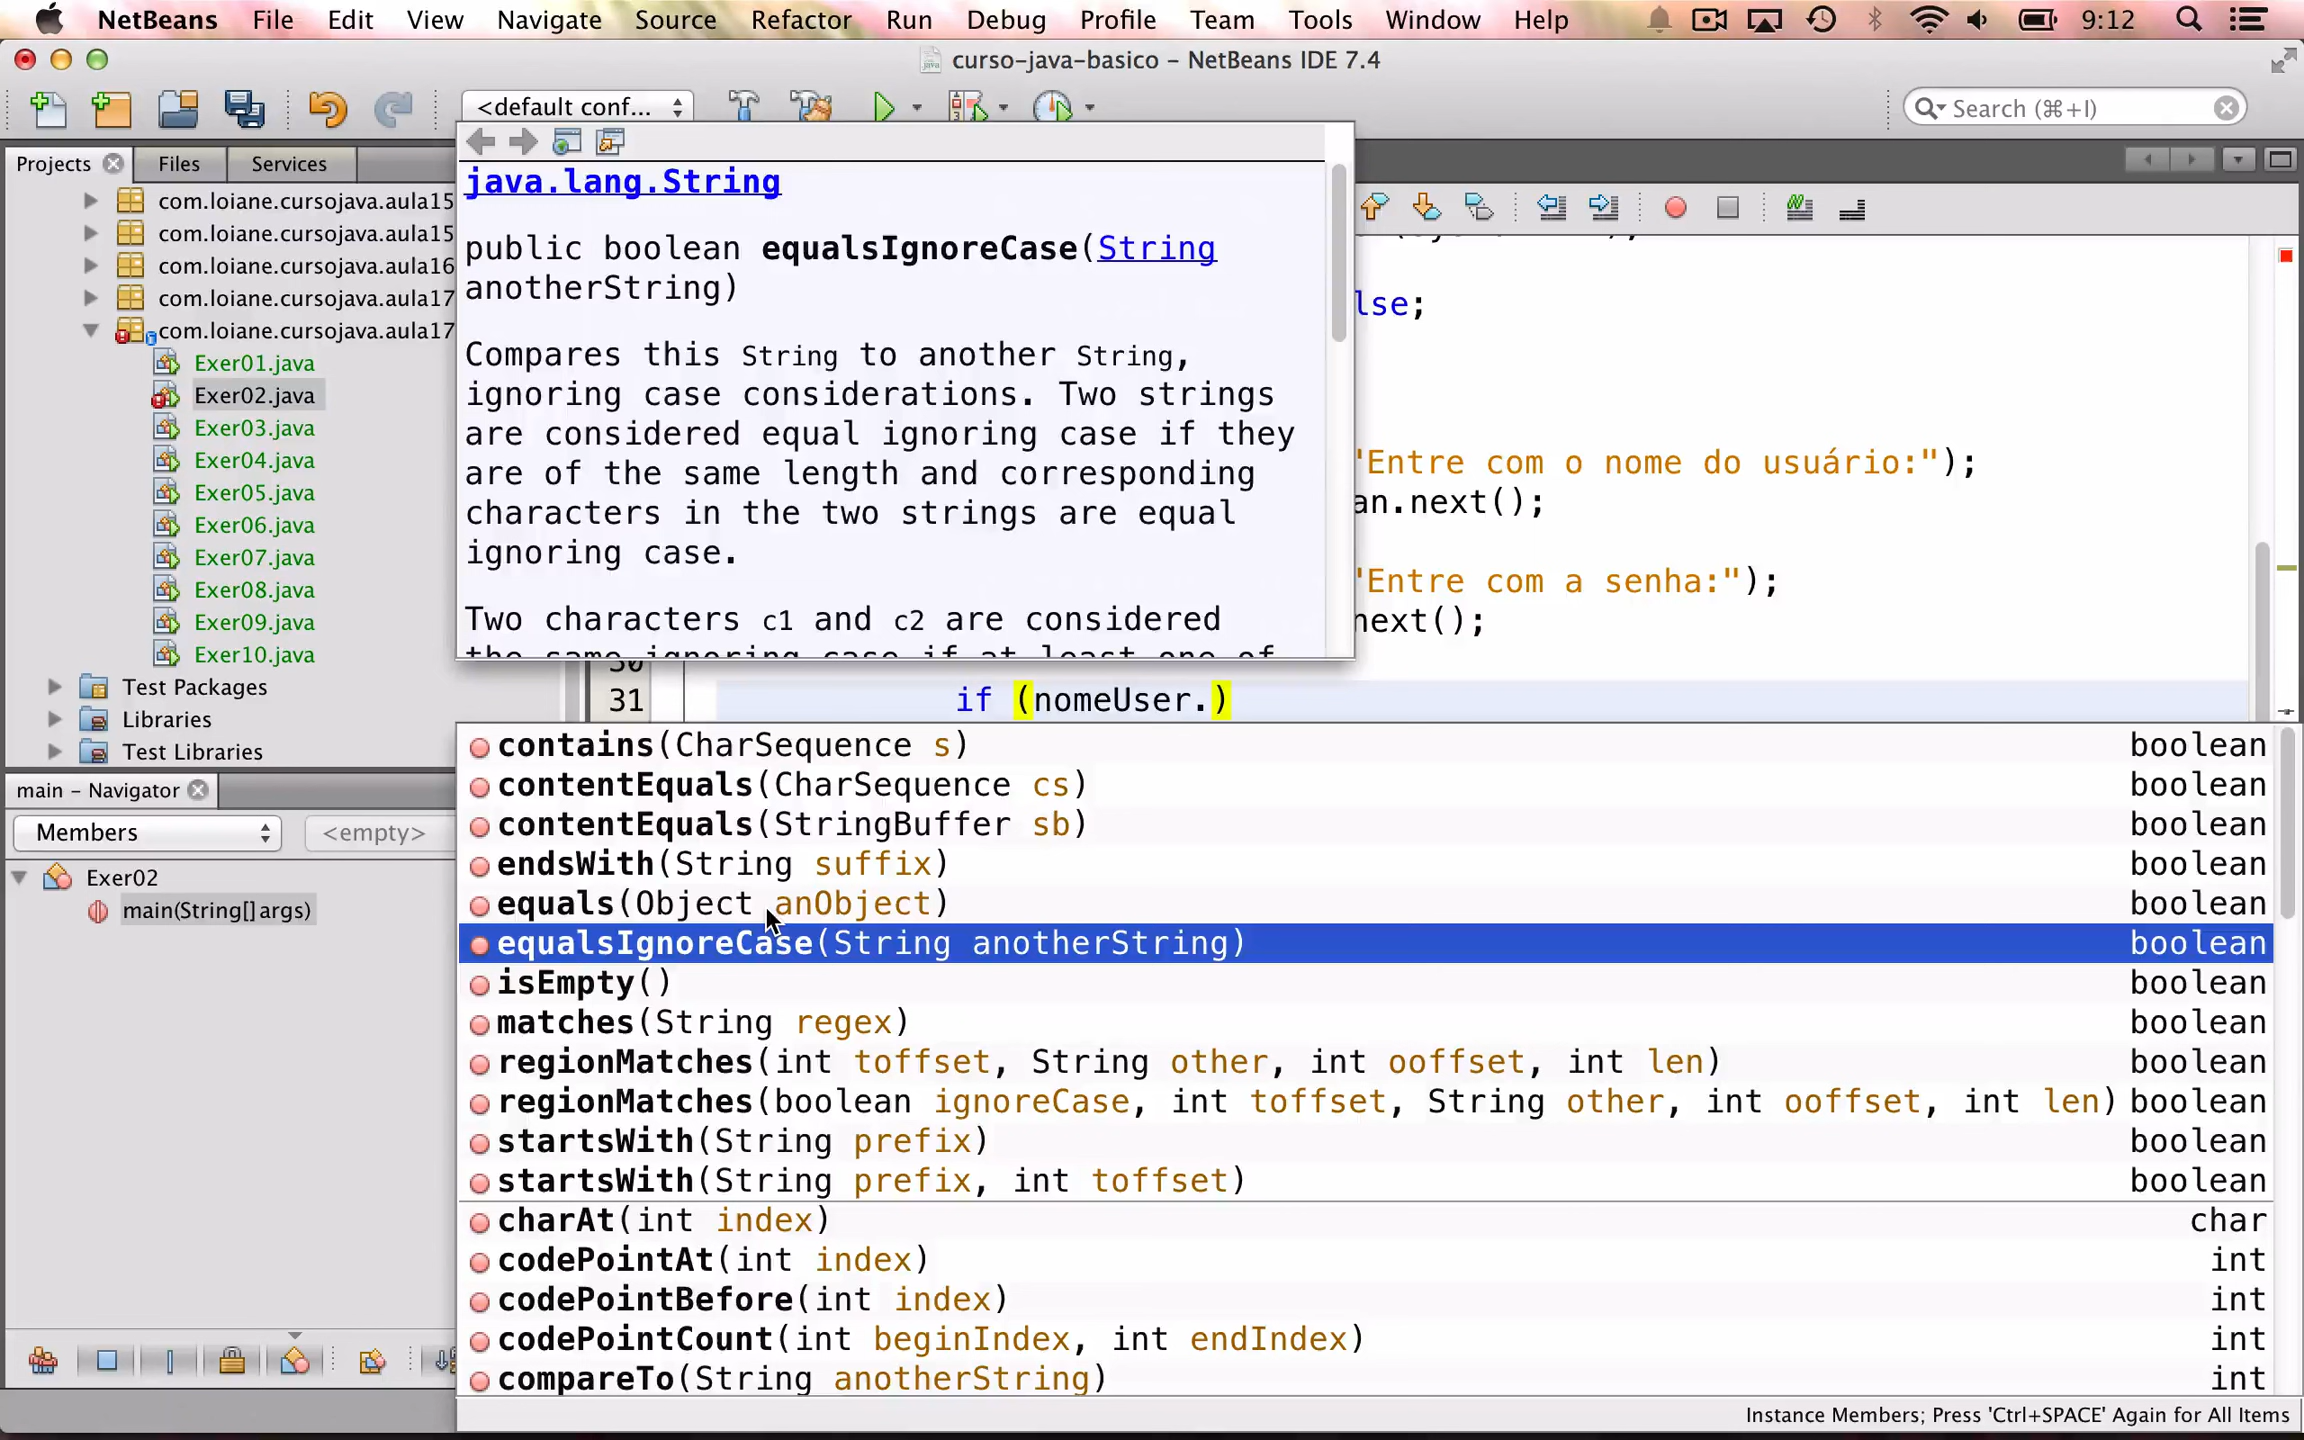 NetBeans File Edit View Navigate Source Refactor Run Debug Profile Team Tools Window Help 9:12
curso-java-basico – NetBeans IDE 7.4
<default conf... Search (⌘+I)
Projects Files Services
com.loiane.cursojava.aula15
com.loiane.cursojava.aula15
com.loiane.cursojava.aula16
com.loiane.cursojava.aula17
com.loiane.cursojava.aula17
Exer01.java
Exer02.java
Exer03.java
Exer04.java
Exer05.java
Exer06.java
Exer07.java
Exer08.java
Exer09.java
Exer10.java
Test Packages
Libraries
Test Libraries
main – Navigator
Members <empty>
Exer02
main(String[] args)
java.lang.String
public boolean equalsIgnoreCase(String
anotherString)
Compares this String to another String,
ignoring case considerations. Two strings
are considered equal ignoring case if they
are of the same length and corresponding
characters in the two strings are equal
ignoring case.
Two characters c1 and c2 are considered
the same ignoring case if at least one of
lse;
"Entre com o nome do usuário:");
an.next();
"Entre com a senha:");
next();
30
31 if (nomeUser.)
contains(CharSequence s) boolean
contentEquals(CharSequence cs) boolean
contentEquals(StringBuffer sb) boolean
endsWith(String suffix) boolean
equals(Object anObject) boolean
equalsIgnoreCase(String anotherString) boolean
isEmpty() boolean
matches(String regex) boolean
regionMatches(int toffset, String other, int ooffset, int len) boolean
regionMatches(boolean ignoreCase, int toffset, String other, int ooffset, int len) boolean
startsWith(String prefix) boolean
startsWith(String prefix, int toffset) boolean
charAt(int index) char
codePointAt(int index) int
codePointBefore(int index) int
codePointCount(int beginIndex, int endIndex) int
compareTo(String anotherString) int
Instance Members; Press 'Ctrl+SPACE' Again for All Items